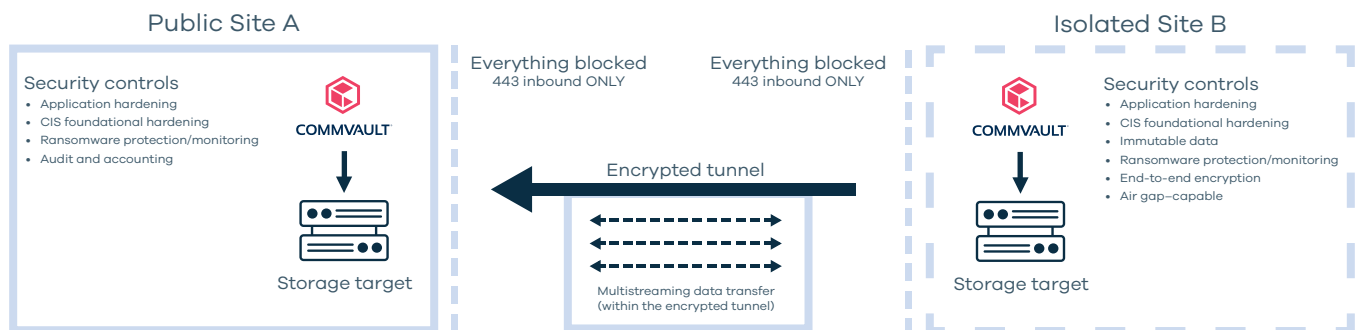 Public Site A
Security controls
• Application hardening
• CIS foundational hardening
• Ransomware protection/monitoring
• Audit and accounting
COMMVAULT
Storage target
Everything blocked
443 inbound ONLY
Everything blocked
443 inbound ONLY
Encrypted tunnel
Multistreaming data transfer
(within the encrypted tunnel)
Isolated Site B
COMMVAULT
Storage target
Security controls
• Application hardening
• CIS foundational hardening
• Immutable data
• Ransomware protection/monitoring
• End-to-end encryption
• Air gap–capable